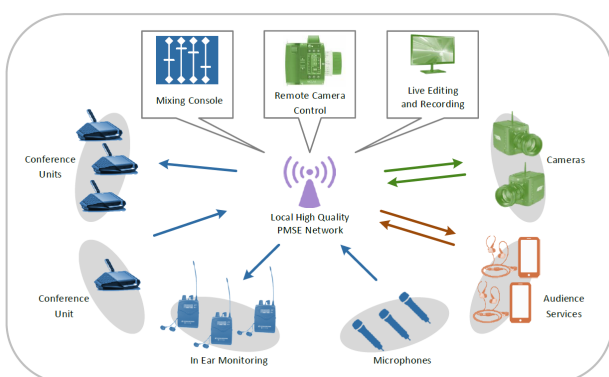 Mixing Console
Remote Camera
Control
Live Editing
and Recording
Conference
Units
Cameras
Local High Quality
PMSE Network
Conference
Unit
Audience
Services
In Ear Monitoring
Microphones